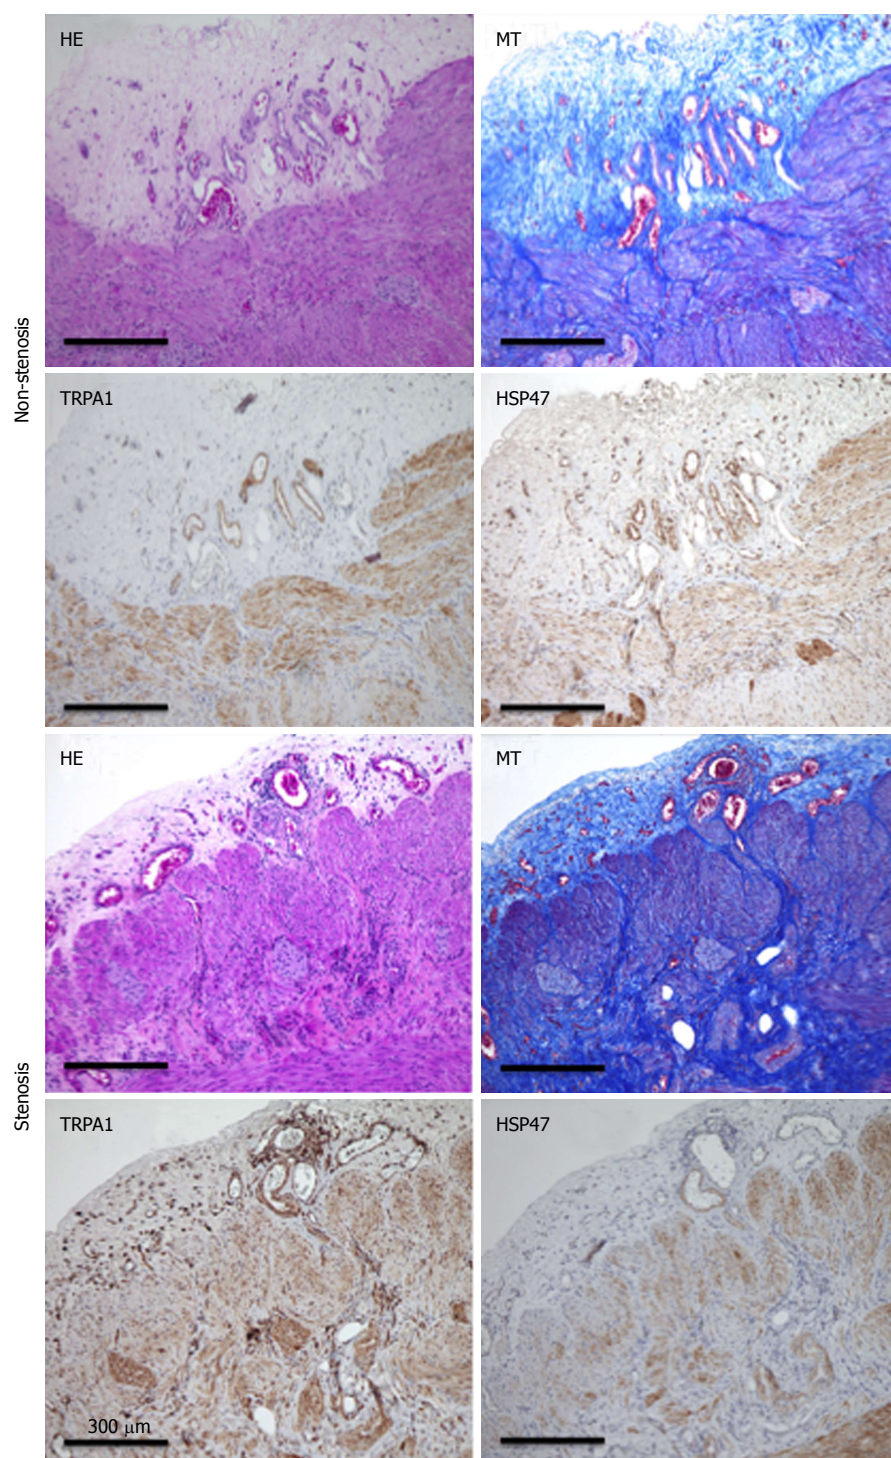 HE
MT
Non-stenosis
TRPA1
HSP47
HE
MT
Stenosis
TRPA1
HSP47
300 μm